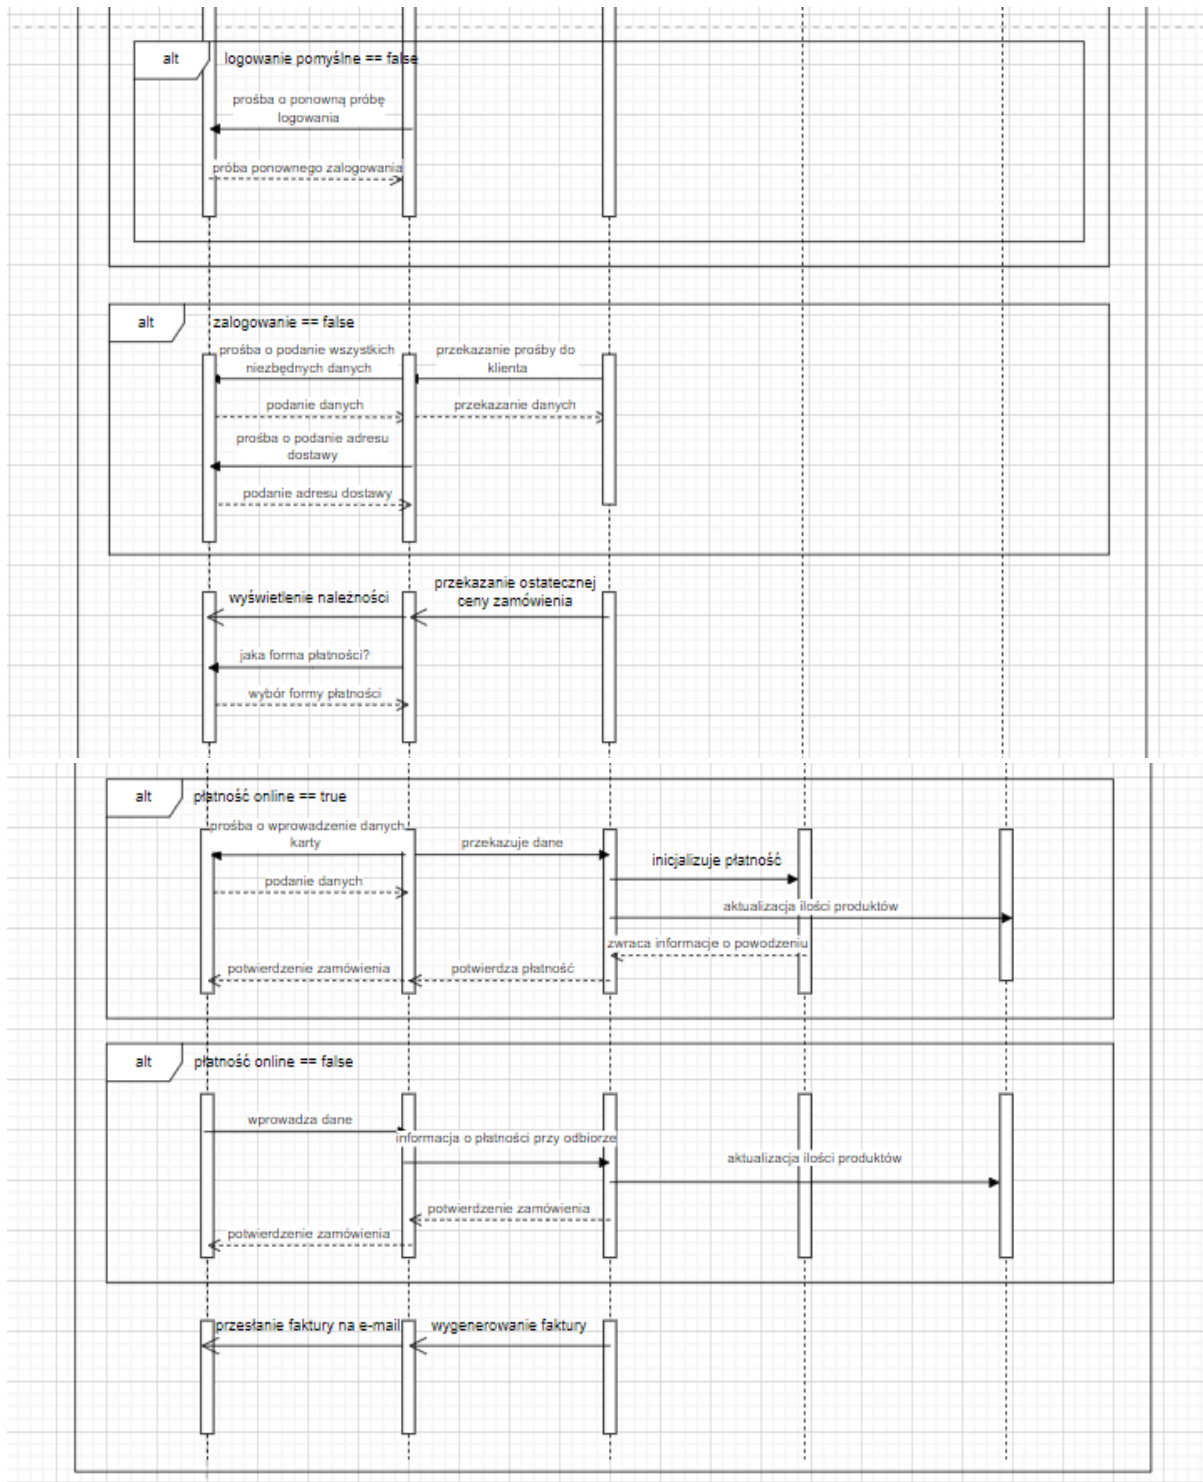 alt
logowanie pomyślne == false
prośba o ponowną próbę
logowania
próba ponownego zalogowania
alt
zalogowanie == false
prośba o podanie wszystkich
niezbędnych danych
przekazanie prośby do
klienta
podanie danych
przekazanie danych
prośba o podanie adresu
dostawy
podanie adresu dostawy
przekazanie ostatecznej
ceny zamówienia
wyświetlenie należności
jaka forma płatności?
wybór formy płatności
alt
płatność online == true
prośba o wprowadzenie danych
karty
przekazuje dane
inicjalizuje płatność
podanie danych
aktualizacja ilości produktów
zwraca informacje o powodzeniu
potwierdzenie zamówienia
potwierdza płatność
alt
płatność online == false
wprowadza dane
informacja o płatności przy odbiorze
aktualizacja ilości produktów
potwierdzenie zamówienia
potwierdzenie zamówienia
przesłanie faktury na e-mail
wygenerowanie faktury